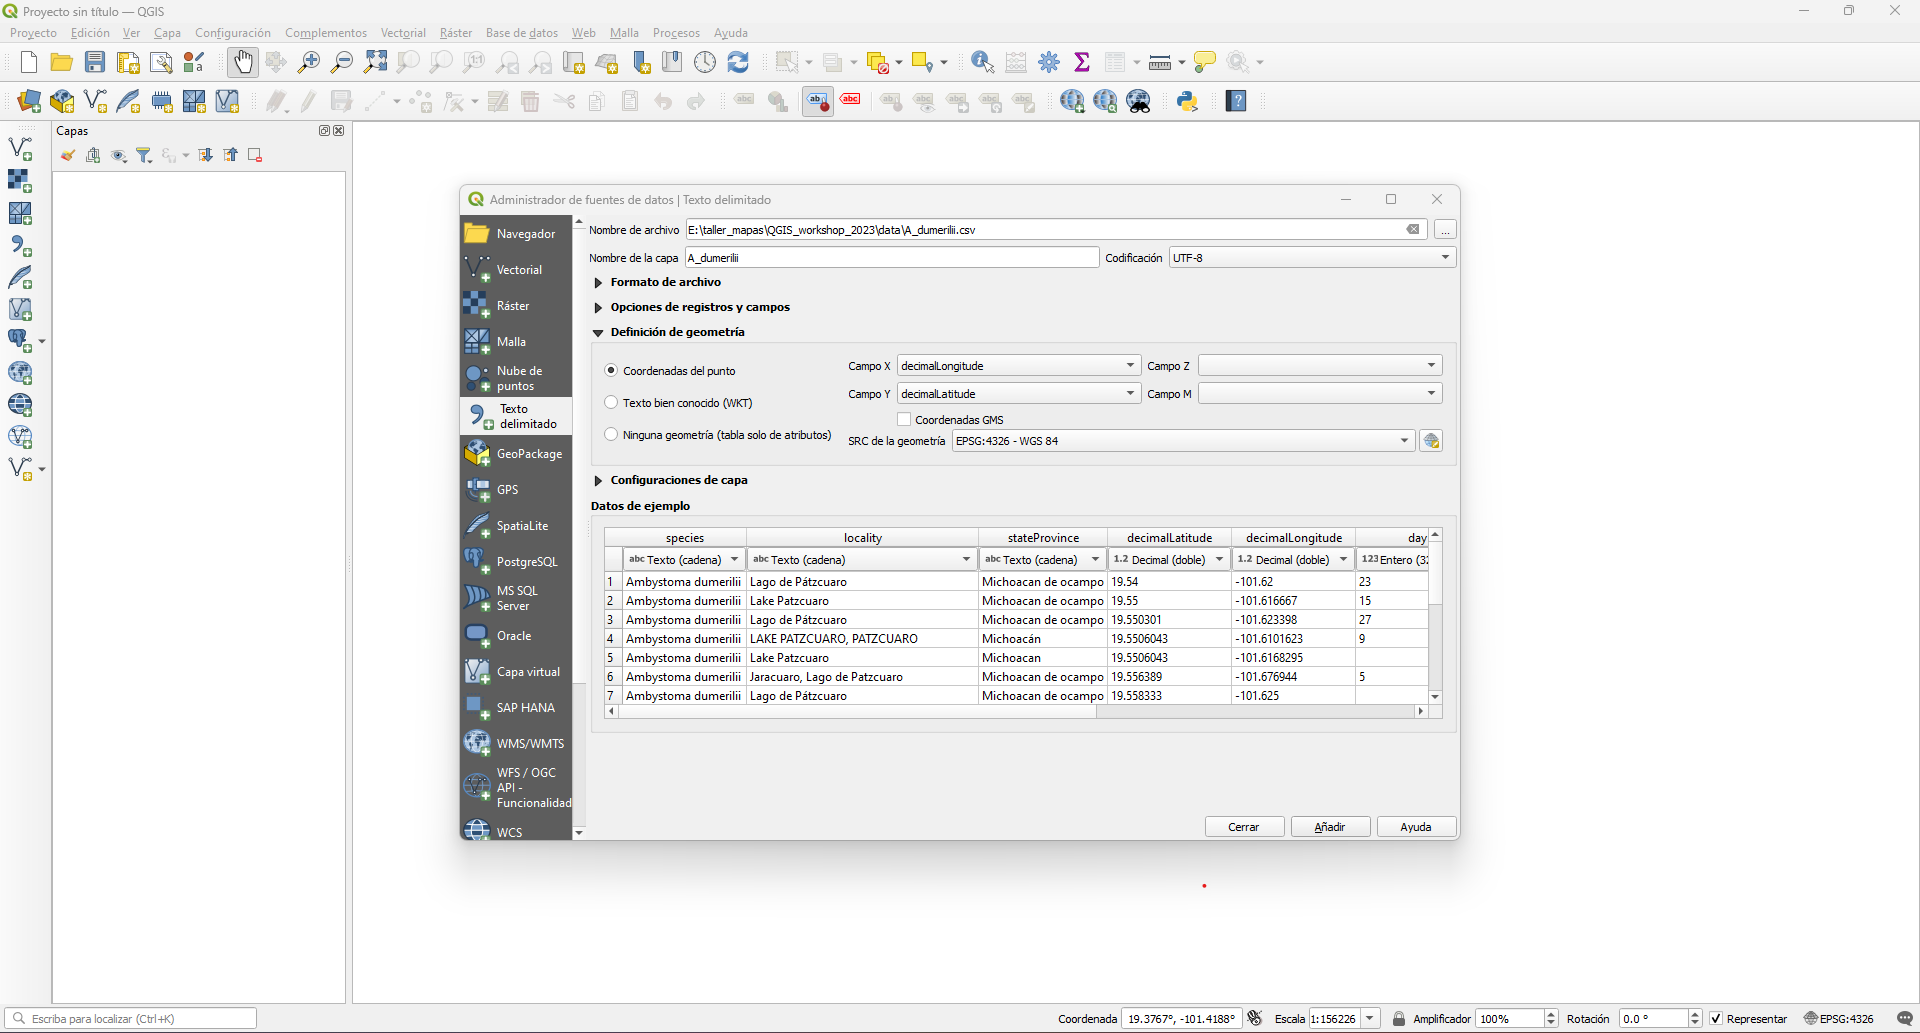 Proyecto sin título — QGIS
Proyecto Edición Ver Capa Configuración Complementos Vectorial Ráster Base de datos Web Malla Procesos Ayuda
Capas
Administrador de fuentes de datos | Texto delimitado
Navegador
Vectorial
Ráster
Malla
Nube de
puntos
Texto
delimitado
GeoPackage
GPS
SpatiaLite
PostgreSQL
MS SQL
Server
Oracle
Capa virtual
SAP HANA
WMS/WMTS
WFS / OGC
API -
Funcionalidad
WCS
Nombre de archivo E:\taller_mapas\QGIS_workshop_2023\data\A_dumerilii.csv ...
Nombre de la capa A_dumerilii Codificación UTF-8
Formato de archivo
Opciones de registros y campos
Definición de geometría
Coordenadas del punto Campo X decimalLongitude Campo Z
Texto bien conocido (WKT) Campo Y decimalLatitude Campo M
Coordenadas GMS
Ninguna geometría (tabla solo de atributos) SRC de la geometría EPSG:4326 - WGS 84
Configuraciones de capa
Datos de ejemplo
species locality stateProvince decimalLatitude decimalLongitude day
abc Texto (cadena) abc Texto (cadena) abc Texto (cadena) 1.2 Decimal (doble) 1.2 Decimal (doble) 123 Entero (32
1 Ambystoma dumerilii Lago de Pátzcuaro Michoacan de ocampo 19.54 -101.62 23
2 Ambystoma dumerilii Lake Patzcuaro Michoacan de ocampo 19.55 -101.616667 15
3 Ambystoma dumerilii Lago de Pátzcuaro Michoacan de ocampo 19.550301 -101.623398 27
4 Ambystoma dumerilii LAKE PATZCUARO, PATZCUARO Michoacán 19.5506043 -101.6101623 9
5 Ambystoma dumerilii Lake Patzcuaro Michoacan 19.5506043 -101.6168295
6 Ambystoma dumerilii Jaracuaro, Lago de Patzcuaro Michoacan de ocampo 19.556389 -101.676944 5
7 Ambystoma dumerilii Lago de Pátzcuaro Michoacan de ocampo 19.558333 -101.625
Cerrar Añadir Ayuda
Escriba para localizar (Ctrl+K) Coordenada 19.3767°, -101.4188° Escala 1:156226 Amplificador 100% Rotación 0.0 ° Representar EPSG:4326